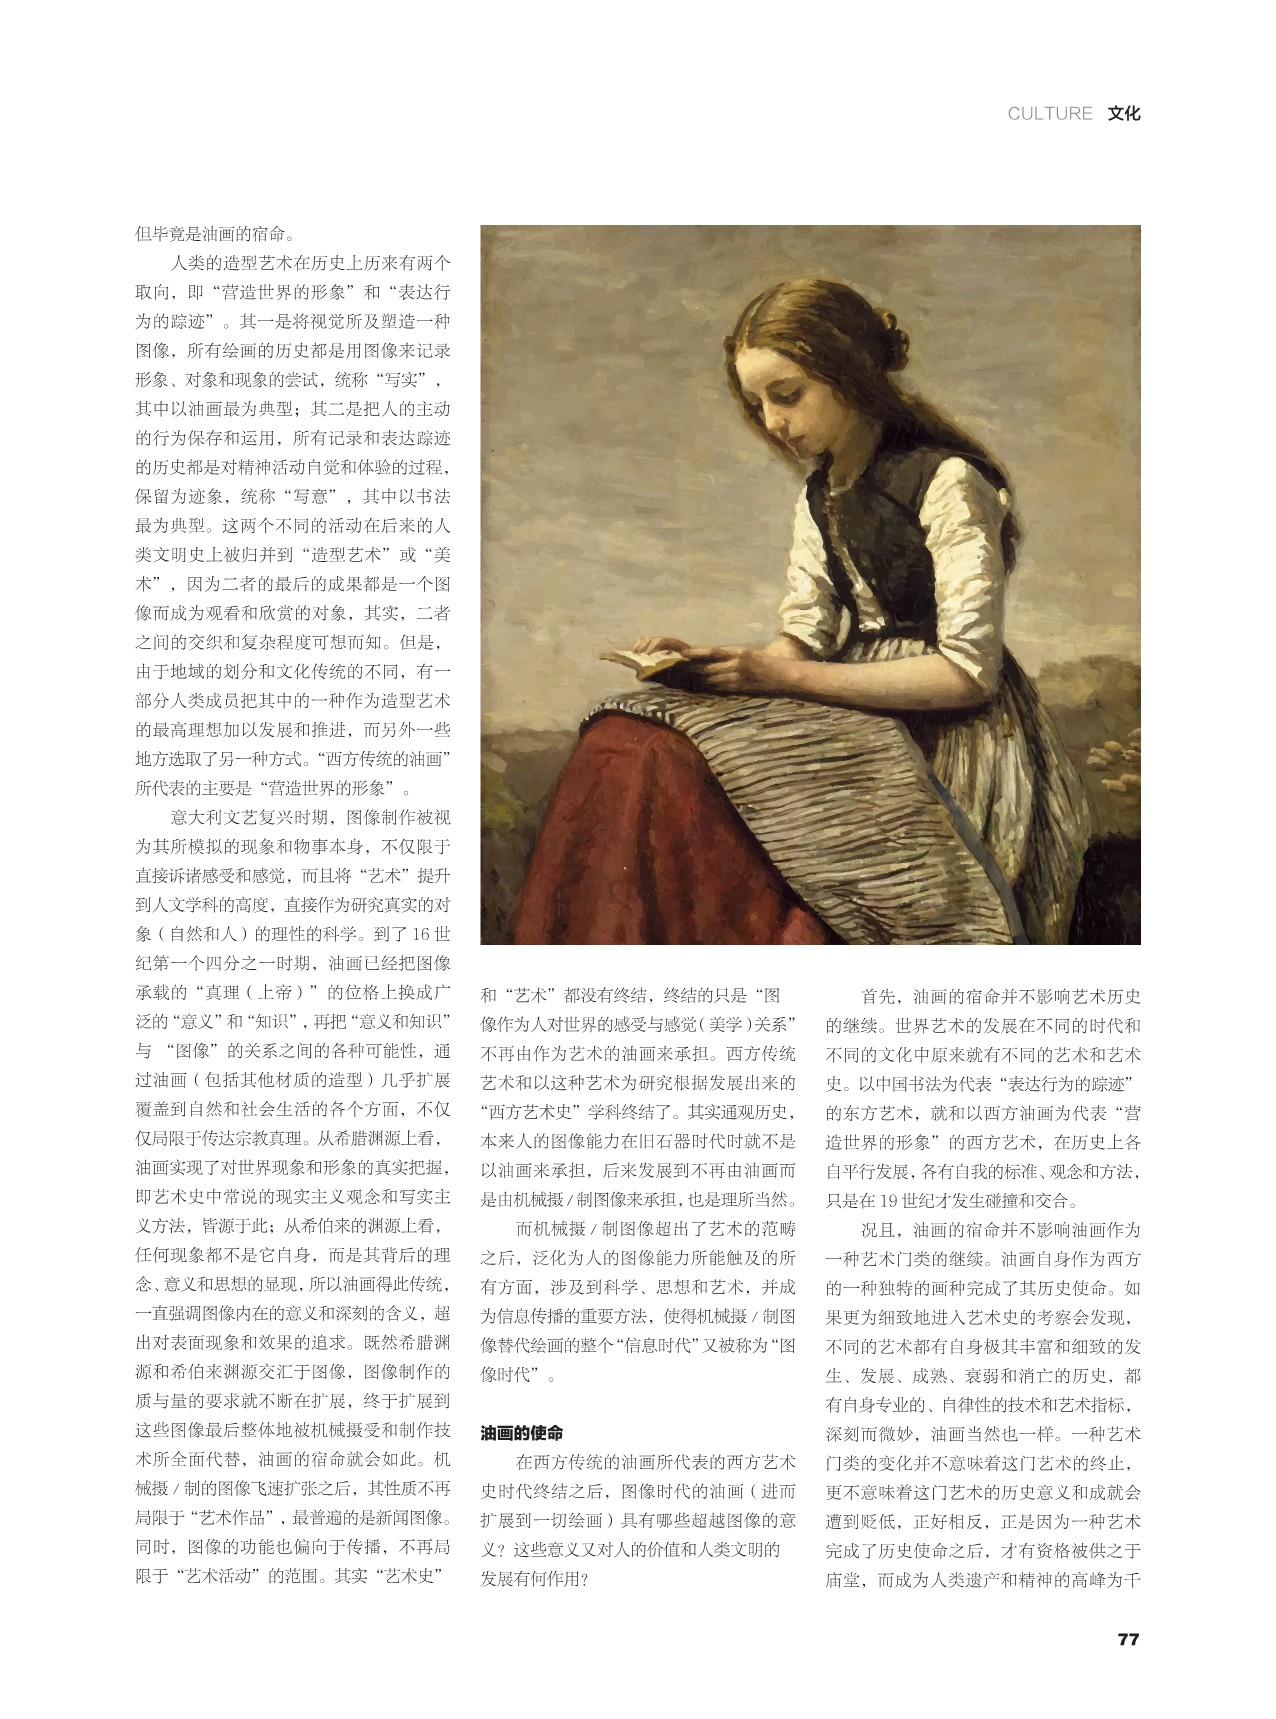 CULTURE 文化
但毕竟是油画的宿命。
人类的造型艺术在历史上历来有两个
取向，即“营造世界的形象”和“表达行
为的踪迹”。其一是将视觉所及塑造一种
图像，所有绘画的历史都是用图像来记录
形象、对象和现象的尝试，统称“写实”，
其中以油画最为典型；其二是把人的主动
的行为保存和运用，所有记录和表达踪迹
的历史都是对精神活动自觉和体验的过程，
保留为迹象，统称“写意”，其中以书法
最为典型。这两个不同的活动在后来的人
类文明史上被归并到“造型艺术”或“美
术”，因为二者的最后的成果都是一个图
像而成为观看和欣赏的对象，其实，二者
之间的交织和复杂程度可想而知。但是，
由于地域的划分和文化传统的不同，有一
部分人类成员把其中的一种作为造型艺术
的最高理想加以发展和推进，而另外一些
地方选取了另一种方式。“西方传统的油画”
所代表的主要是“营造世界的形象”。
意大利文艺复兴时期，图像制作被视
为其所模拟的现象和物事本身，不仅限于
直接诉诸感受和感觉，而且将“艺术”提升
到人文学科的高度，直接作为研究真实的对
象（自然和人）的理性的科学。到了 16 世
纪第一个四分之一时期，油画已经把图像
承载的“真理（上帝）”的位格上换成广
泛的“意义”和“知识”，再把“意义和知识”
与 “图像”的关系之间的各种可能性，通
过油画（包括其他材质的造型）几乎扩展
覆盖到自然和社会生活的各个方面，不仅
仅局限于传达宗教真理。从希腊渊源上看，
油画实现了对世界现象和形象的真实把握，
即艺术史中常说的现实主义观念和写实主
义方法，皆源于此；从希伯来的渊源上看，
任何现象都不是它自身，而是其背后的理
念、意义和思想的显现，所以油画得此传统，
一直强调图像内在的意义和深刻的含义，超
出对表面现象和效果的追求。既然希腊渊
源和希伯来渊源交汇于图像，图像制作的
质与量的要求就不断在扩展，终于扩展到
这些图像最后整体地被机械摄受和制作技
术所全面代替，油画的宿命就会如此。机
械摄 / 制的图像飞速扩张之后，其性质不再
局限于“艺术作品”，最普遍的是新闻图像。
同时，图像的功能也偏向于传播，不再局
限于“艺术活动”的范围。其实“艺术史”
和“艺术”都没有终结，终结的只是“图
像作为人对世界的感受与感觉（美学）关系”
不再由作为艺术的油画来承担。西方传统
艺术和以这种艺术为研究根据发展出来的
“西方艺术史”学科终结了。其实通观历史，
本来人的图像能力在旧石器时代时就不是
以油画来承担，后来发展到不再由油画而
是由机械摄 / 制图像来承担，也是理所当然。
而机械摄 / 制图像超出了艺术的范畴
之后，泛化为人的图像能力所能触及的所
有方面，涉及到科学、思想和艺术，并成
为信息传播的重要方法，使得机械摄 / 制图
像替代绘画的整个“信息时代”又被称为“图
像时代”。
油画的使命
在西方传统的油画所代表的西方艺术
史时代终结之后，图像时代的油画（进而
扩展到一切绘画）具有哪些超越图像的意
义？这些意义又对人的价值和人类文明的
发展有何作用？
首先，油画的宿命并不影响艺术历史
的继续。世界艺术的发展在不同的时代和
不同的文化中原来就有不同的艺术和艺术
史。以中国书法为代表“表达行为的踪迹”
的东方艺术，就和以西方油画为代表“营
造世界的形象”的西方艺术，在历史上各
自平行发展，各有自我的标准、观念和方法，
只是在 19 世纪才发生碰撞和交合。
况且，油画的宿命并不影响油画作为
一种艺术门类的继续。油画自身作为西方
的一种独特的画种完成了其历史使命。如
果更为细致地进入艺术史的考察会发现，
不同的艺术都有自身极其丰富和细致的发
生、发展、成熟、衰弱和消亡的历史，都
有自身专业的、自律性的技术和艺术指标，
深刻而微妙，油画当然也一样。一种艺术
门类的变化并不意味着这门艺术的终止，
更不意味着这门艺术的历史意义和成就会
遭到贬低，正好相反，正是因为一种艺术
完成了历史使命之后，才有资格被供之于
庙堂，而成为人类遗产和精神的高峰为千
77